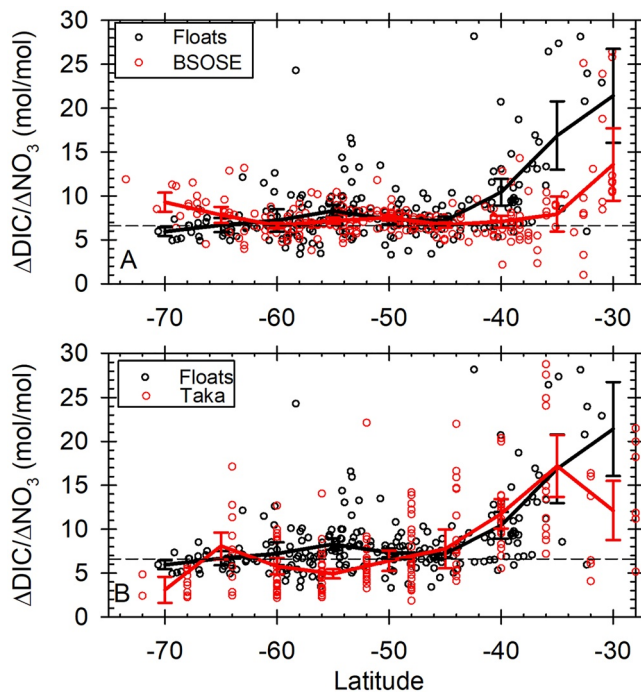 30
25
20
15
10
5
0
ΔDIC/ΔNO₃ (mol/mol)
Floats
BSOSE
A
-70 -60 -50 -40 -30
30
25
20
15
10
5
0
ΔDIC/ΔNO₃ (mol/mol)
Floats
Taka
B
-70 -60 -50 -40 -30
Latitude